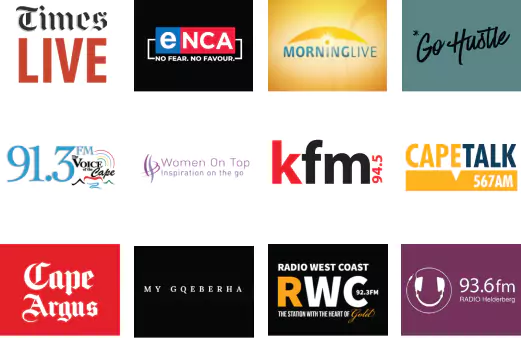 Times
LIVE
eNCA
NO FEAR. NO FAVOUR.
MORNINGLIVE
Go Hustle
91.3FM
the VOICE
of the Cape
Women On Top
Inspiration on the go
kfm 94.5
CAPETALK
567AM
Cape
Argus
MY GQEBERHA
RADIO WEST COAST
RWC 92.3FM
THE STATION WITH THE HEART OF Gold!
93.6fm
RADIO Helderberg